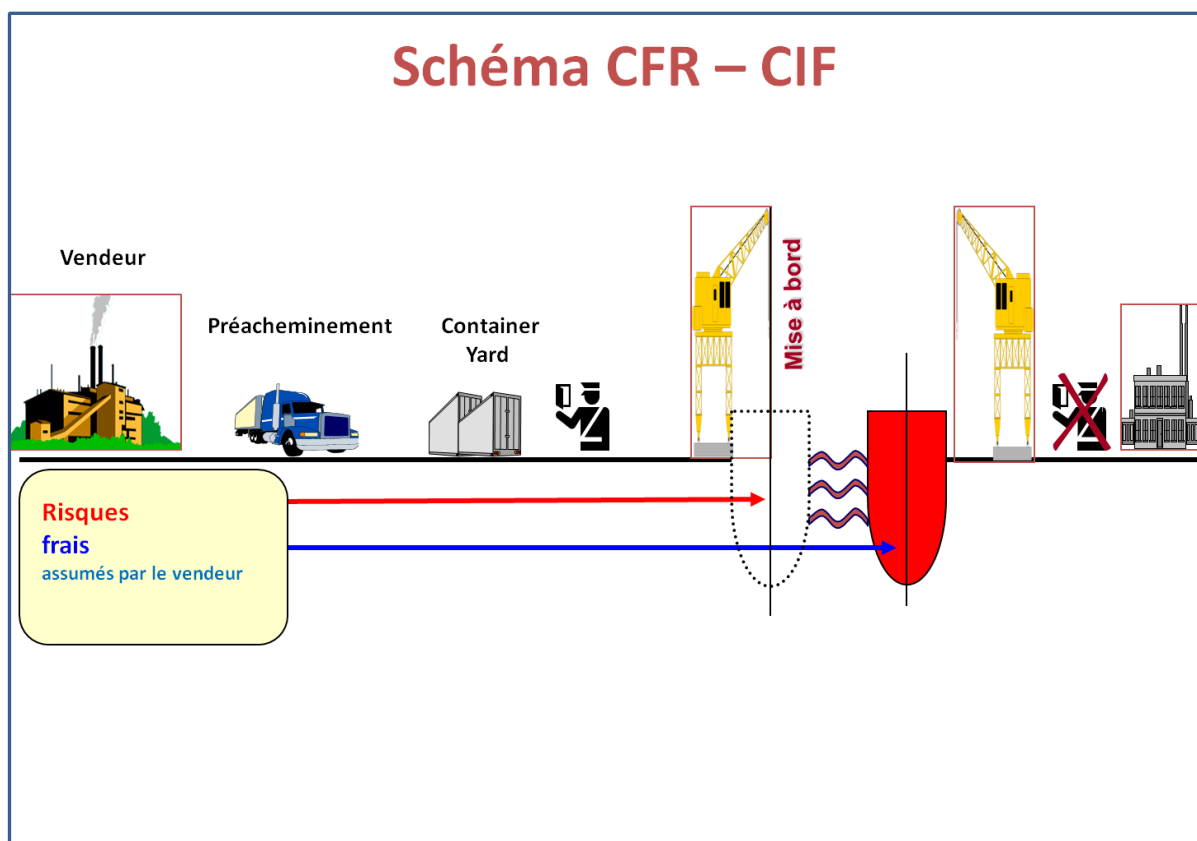 Schéma CFR – CIF
Vendeur
Préacheminement
Container
Yard
Mise à bord
Risques
frais
assumés par le vendeur